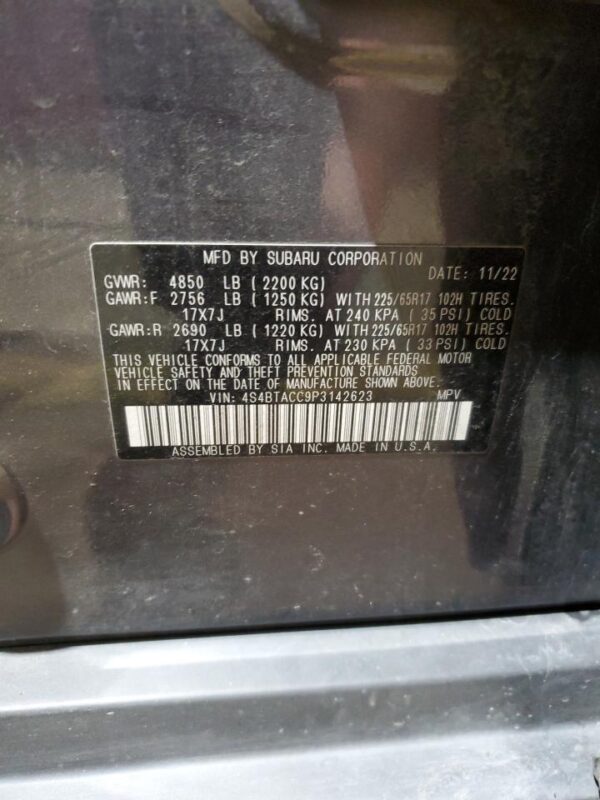 MFD BY SUBARU CORPORATION
DATE: 11/22
GVWR: 4850 LB (2200 KG)
GAWR:F 2756 LB (1250 KG) WITH 225/65R17 102H TIRES.
17X7J RIMS. AT 240 KPA (35 PSI) COLD
GAWR:R 2690 LB (1220 KG) WITH 225/65R17 102H TIRES.
17X7J RIMS. AT 230 KPA (33 PSI) COLD
THIS VEHICLE CONFORMS TO ALL APPLICABLE FEDERAL MOTOR
VEHICLE SAFETY AND THEFT PREVENTION STANDARDS
IN EFFECT ON THE DATE OF MANUFACTURE SHOWN ABOVE.
VIN: 4S4BTACC9P3142623 MPV
ASSEMBLED BY SIA INC. MADE IN U.S.A.